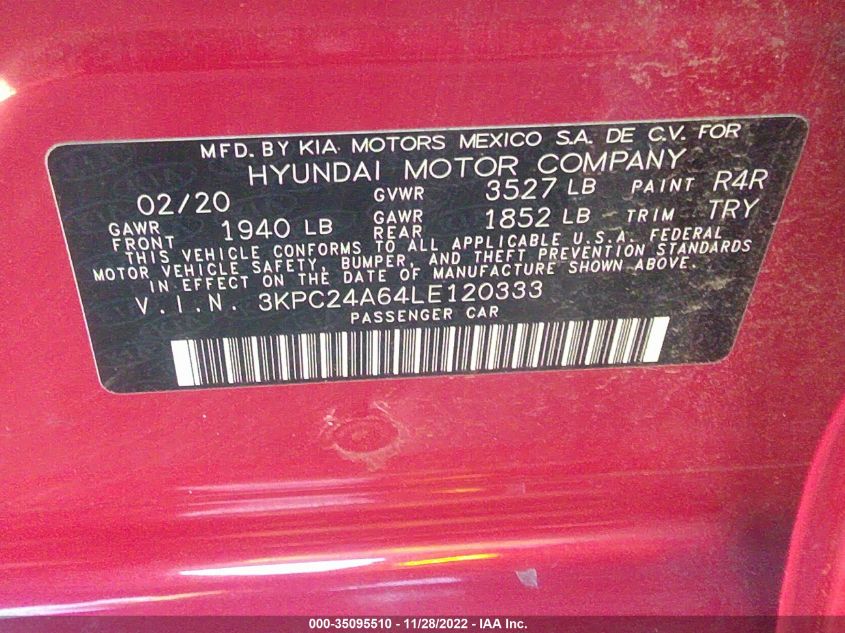 MFD. BY KIA MOTORS MEXICO S.A. DE C.V. FOR
HYUNDAI MOTOR COMPANY
02/20 GVWR 3527 LB PAINT R4R
GAWR FRONT 1940 LB GAWR REAR 1852 LB TRIM TRY
THIS VEHICLE CONFORMS TO ALL APPLICABLE U.S.A. FEDERAL
MOTOR VEHICLE SAFETY, BUMPER, AND THEFT PREVENTION STANDARDS
IN EFFECT ON THE DATE OF MANUFACTURE SHOWN ABOVE.
V.I.N. 3KPC24A64LE120333
PASSENGER CAR
000-35095510 - 11/28/2022 - IAA Inc.